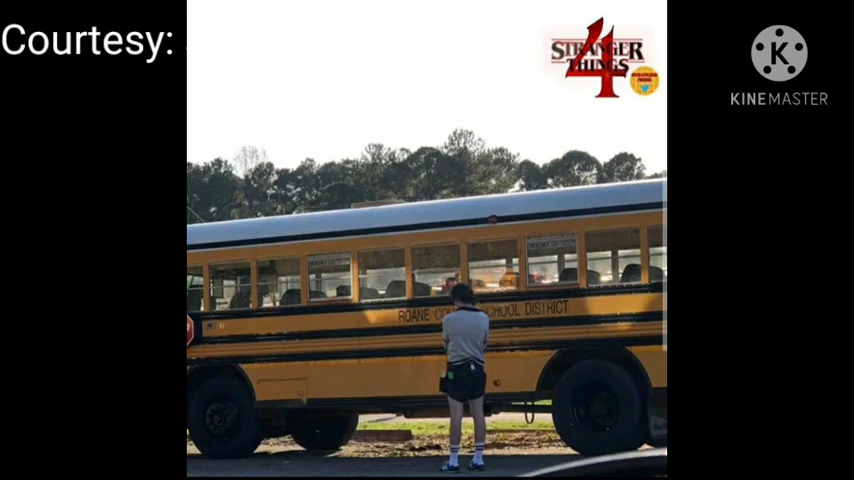 Courtesy:
STRANGER
4
THINGS
KINEMASTER
K
ROANE CO SCHOOL DISTRICT